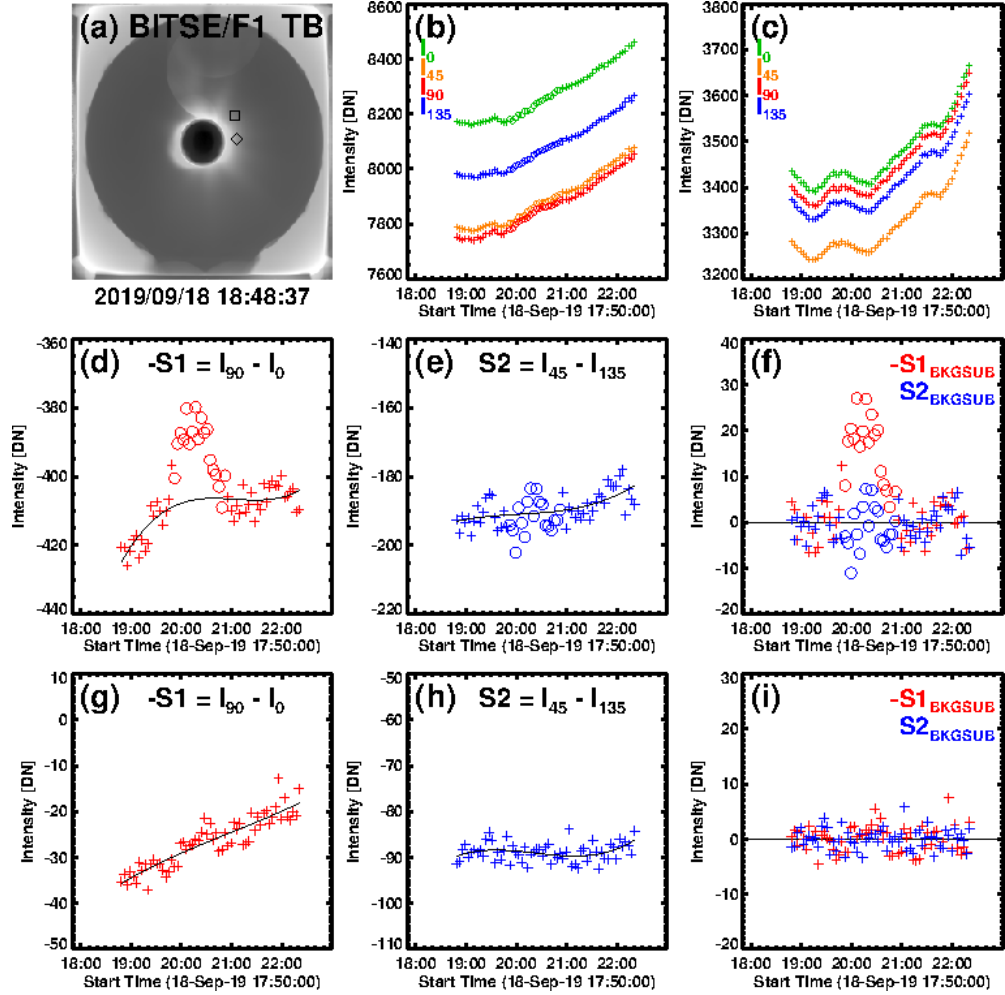 (a) BITSE/F1 TB
2019/09/18 18:48:37
(b)
0
45
90
135
8600
8400
8200
8000
7800
7600
Intensity [DN]
18:00 19:00 20:00 21:00 22:00
Start Time (18-Sep-19 17:50:00)
(c)
0
45
90
135
3800
3700
3600
3500
3400
3300
3200
Intensity [DN]
18:00 19:00 20:00 21:00 22:00
Start Time (18-Sep-19 17:50:00)
(d) -S1 = I90 - I0
-360
-380
-400
-420
-440
Intensity [DN]
18:00 19:00 20:00 21:00 22:00
Start Time (18-Sep-19 17:50:00)
(e) S2 = I45 - I135
-140
-160
-180
-200
-220
Intensity [DN]
18:00 19:00 20:00 21:00 22:00
Start Time (18-Sep-19 17:50:00)
(f) -S1BKGSUB
S2BKGSUB
40
30
20
10
0
-10
-20
Intensity [DN]
18:00 19:00 20:00 21:00 22:00
Start Time (18-Sep-19 17:50:00)
(g) -S1 = I90 - I0
10
0
-10
-20
-30
-40
-50
Intensity [DN]
18:00 19:00 20:00 21:00 22:00
Start Time (18-Sep-19 17:50:00)
(h) S2 = I45 - I135
-50
-60
-70
-80
-90
-100
-110
Intensity [DN]
18:00 19:00 20:00 21:00 22:00
Start Time (18-Sep-19 17:50:00)
(i) -S1BKGSUB
S2BKGSUB
30
20
10
0
-10
-20
Intensity [DN]
18:00 19:00 20:00 21:00 22:00
Start Time (18-Sep-19 17:50:00)